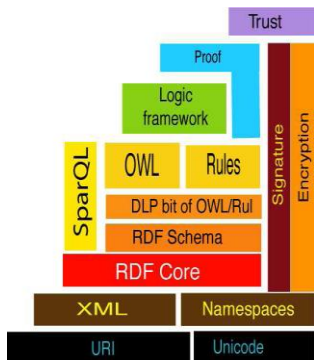 Trust
Proof
Logic
framework
Signature
Encryption
SparQL
OWL
Rules
DLP bit of OWL/Rul
RDF Schema
RDF Core
XML
Namespaces
URI
Unicode